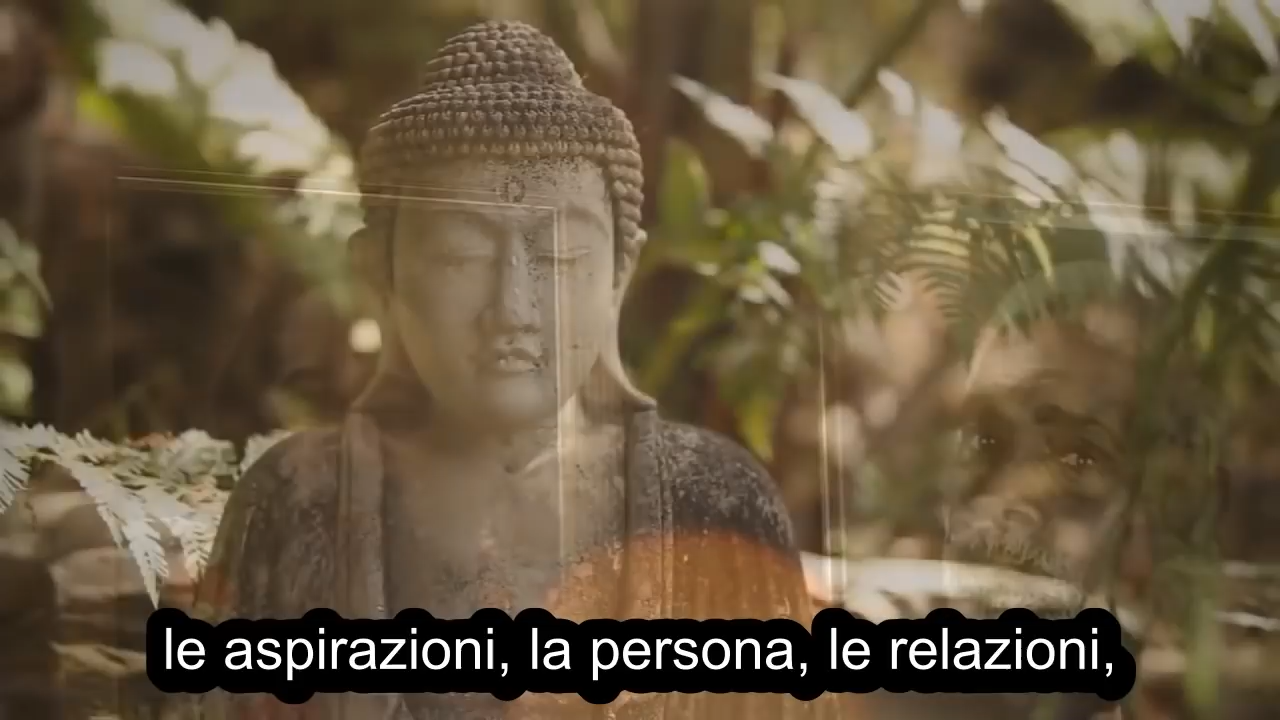 le aspirazioni, la persona, le relazioni,